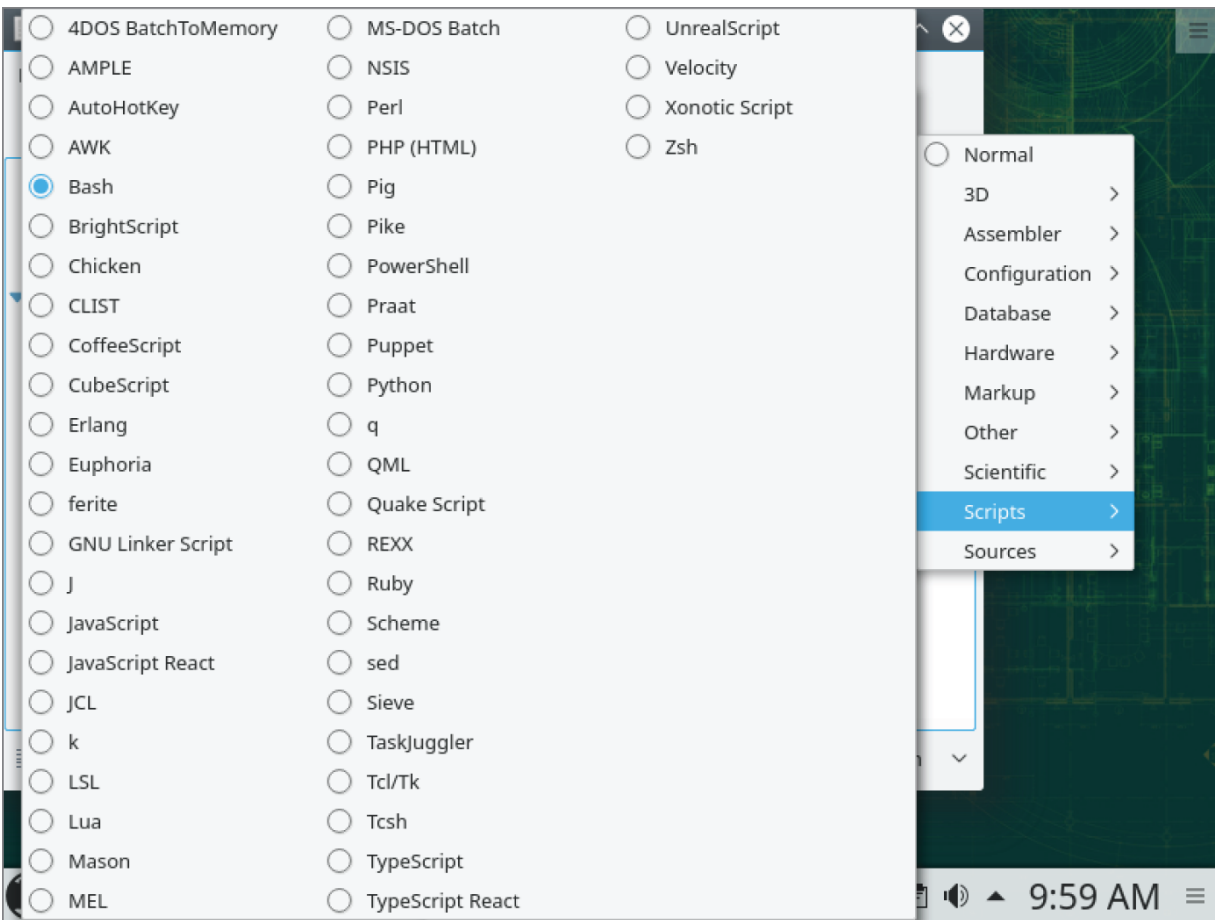 4DOS BatchToMemory
AMPLE
AutoHotKey
AWK
Bash
BrightScript
Chicken
CLIST
CoffeeScript
CubeScript
Erlang
Euphoria
ferite
GNU Linker Script
J
JavaScript
JavaScript React
JCL
k
LSL
Lua
Mason
MEL
MS-DOS Batch
NSIS
Perl
PHP (HTML)
Pig
Pike
PowerShell
Praat
Puppet
Python
q
QML
Quake Script
REXX
Ruby
Scheme
sed
Sieve
TaskJuggler
Tcl/Tk
Tcsh
TypeScript
TypeScript React
UnrealScript
Velocity
Xonotic Script
Zsh
Normal
3D
Assembler
Configuration
Database
Hardware
Markup
Other
Scientific
Scripts
Sources
9:59 AM